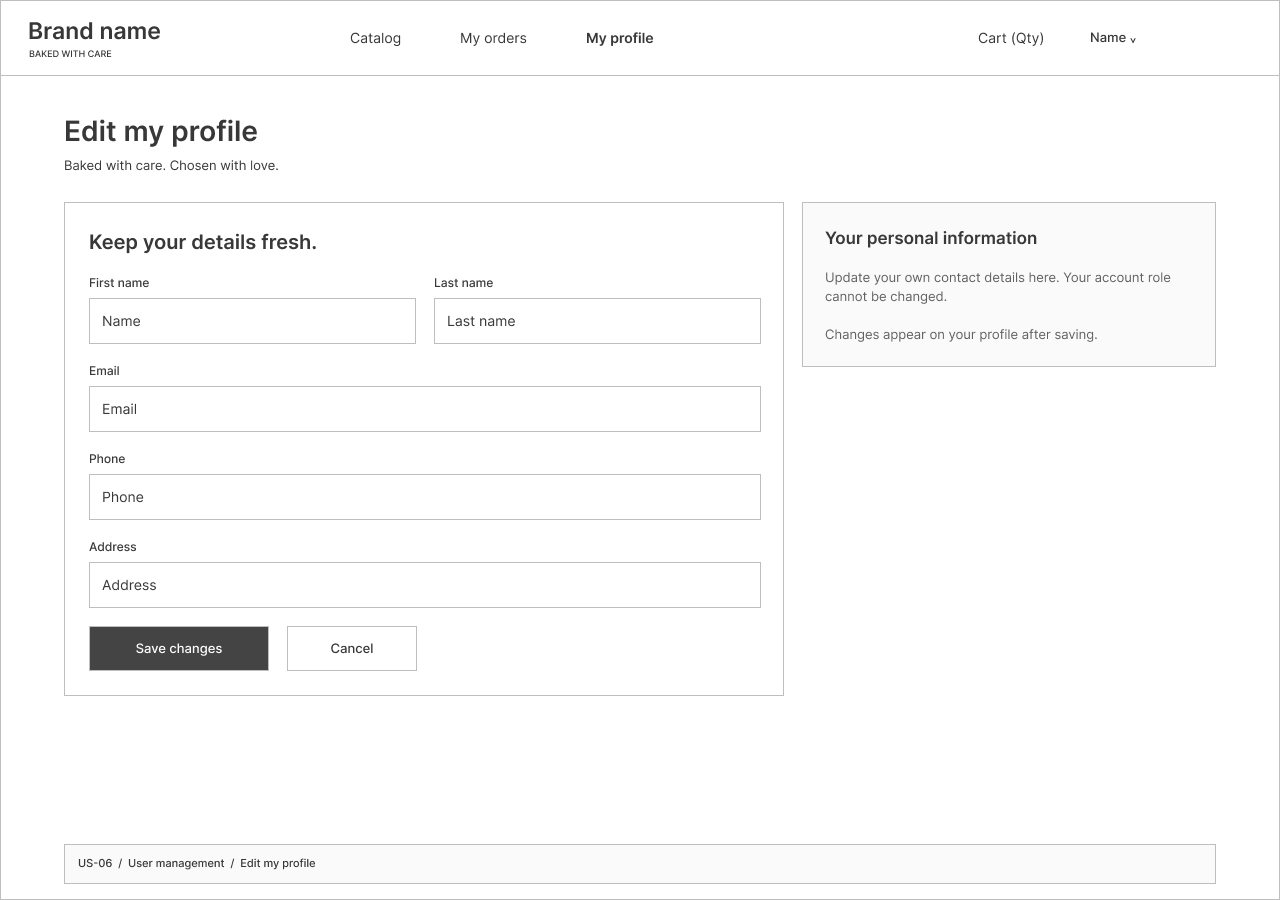 Brand name
BAKED WITH CARE
Catalog
My orders
My profile
Cart (Qty)
Name v
Edit my profile
Baked with care. Chosen with love.
Keep your details fresh.
First name
Last name
Name
Last name
Email
Email
Phone
Phone
Address
Address
Save changes
Cancel
Your personal information
Update your own contact details here. Your account role
cannot be changed.
Changes appear on your profile after saving.
US-06 / User management / Edit my profile